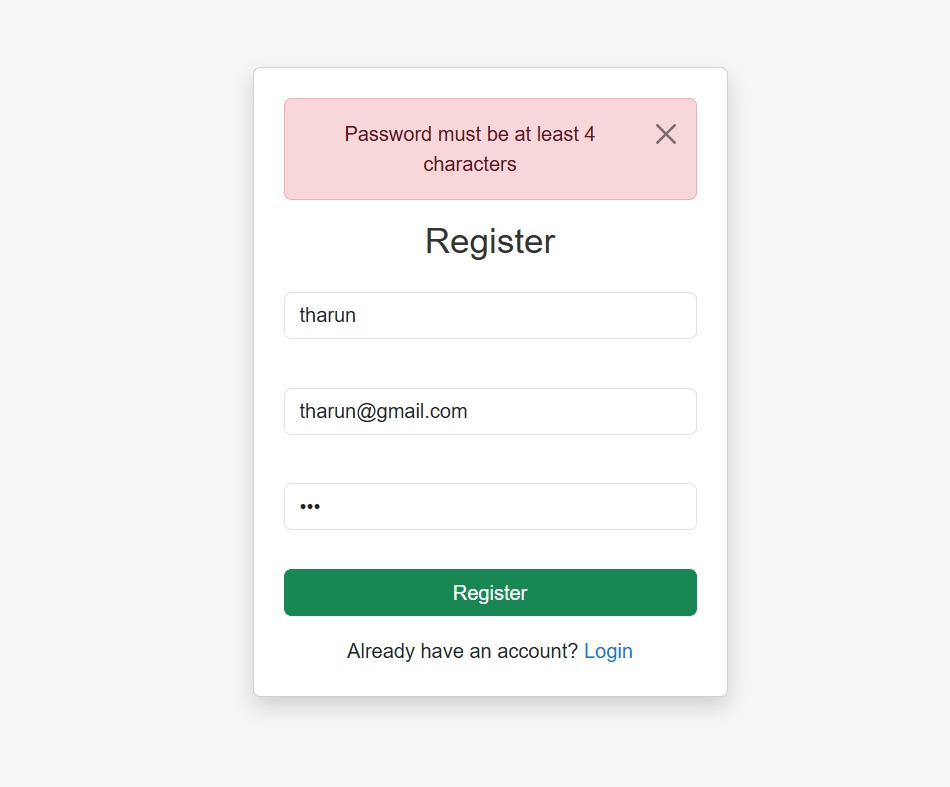 Password must be at least 4
characters
Register
tharun
tharun@gmail.com
•••
Register
Already have an account? Login